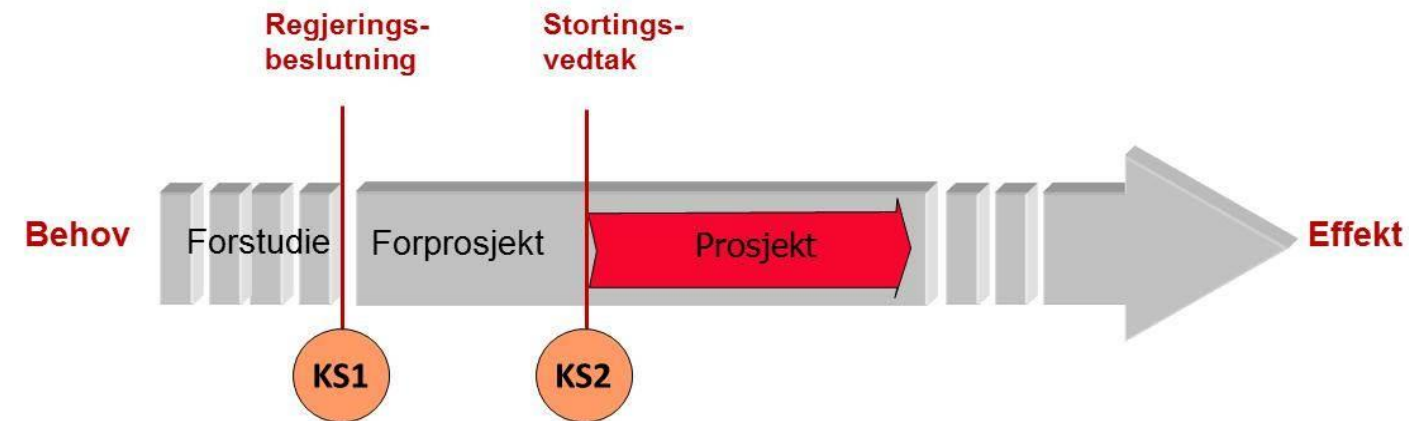 Regjerings-
beslutning
Stortings-
vedtak
Behov
Forstudie
Forprosjekt
Prosjekt
Effekt
KS1
KS2